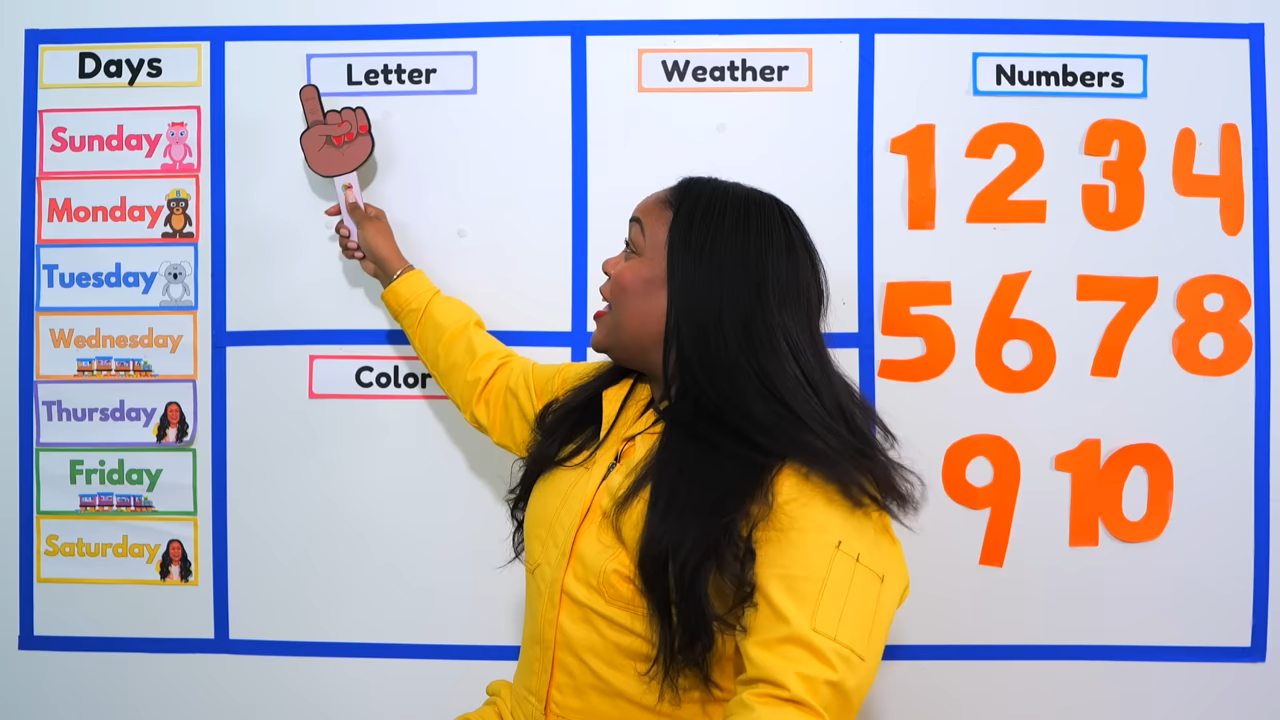 Days
Sunday
Monday
Tuesday
Wednesday
Thursday
Friday
Saturday
Letter
Color
Weather
Numbers
1 2 3 4
5 6 7 8
9 10